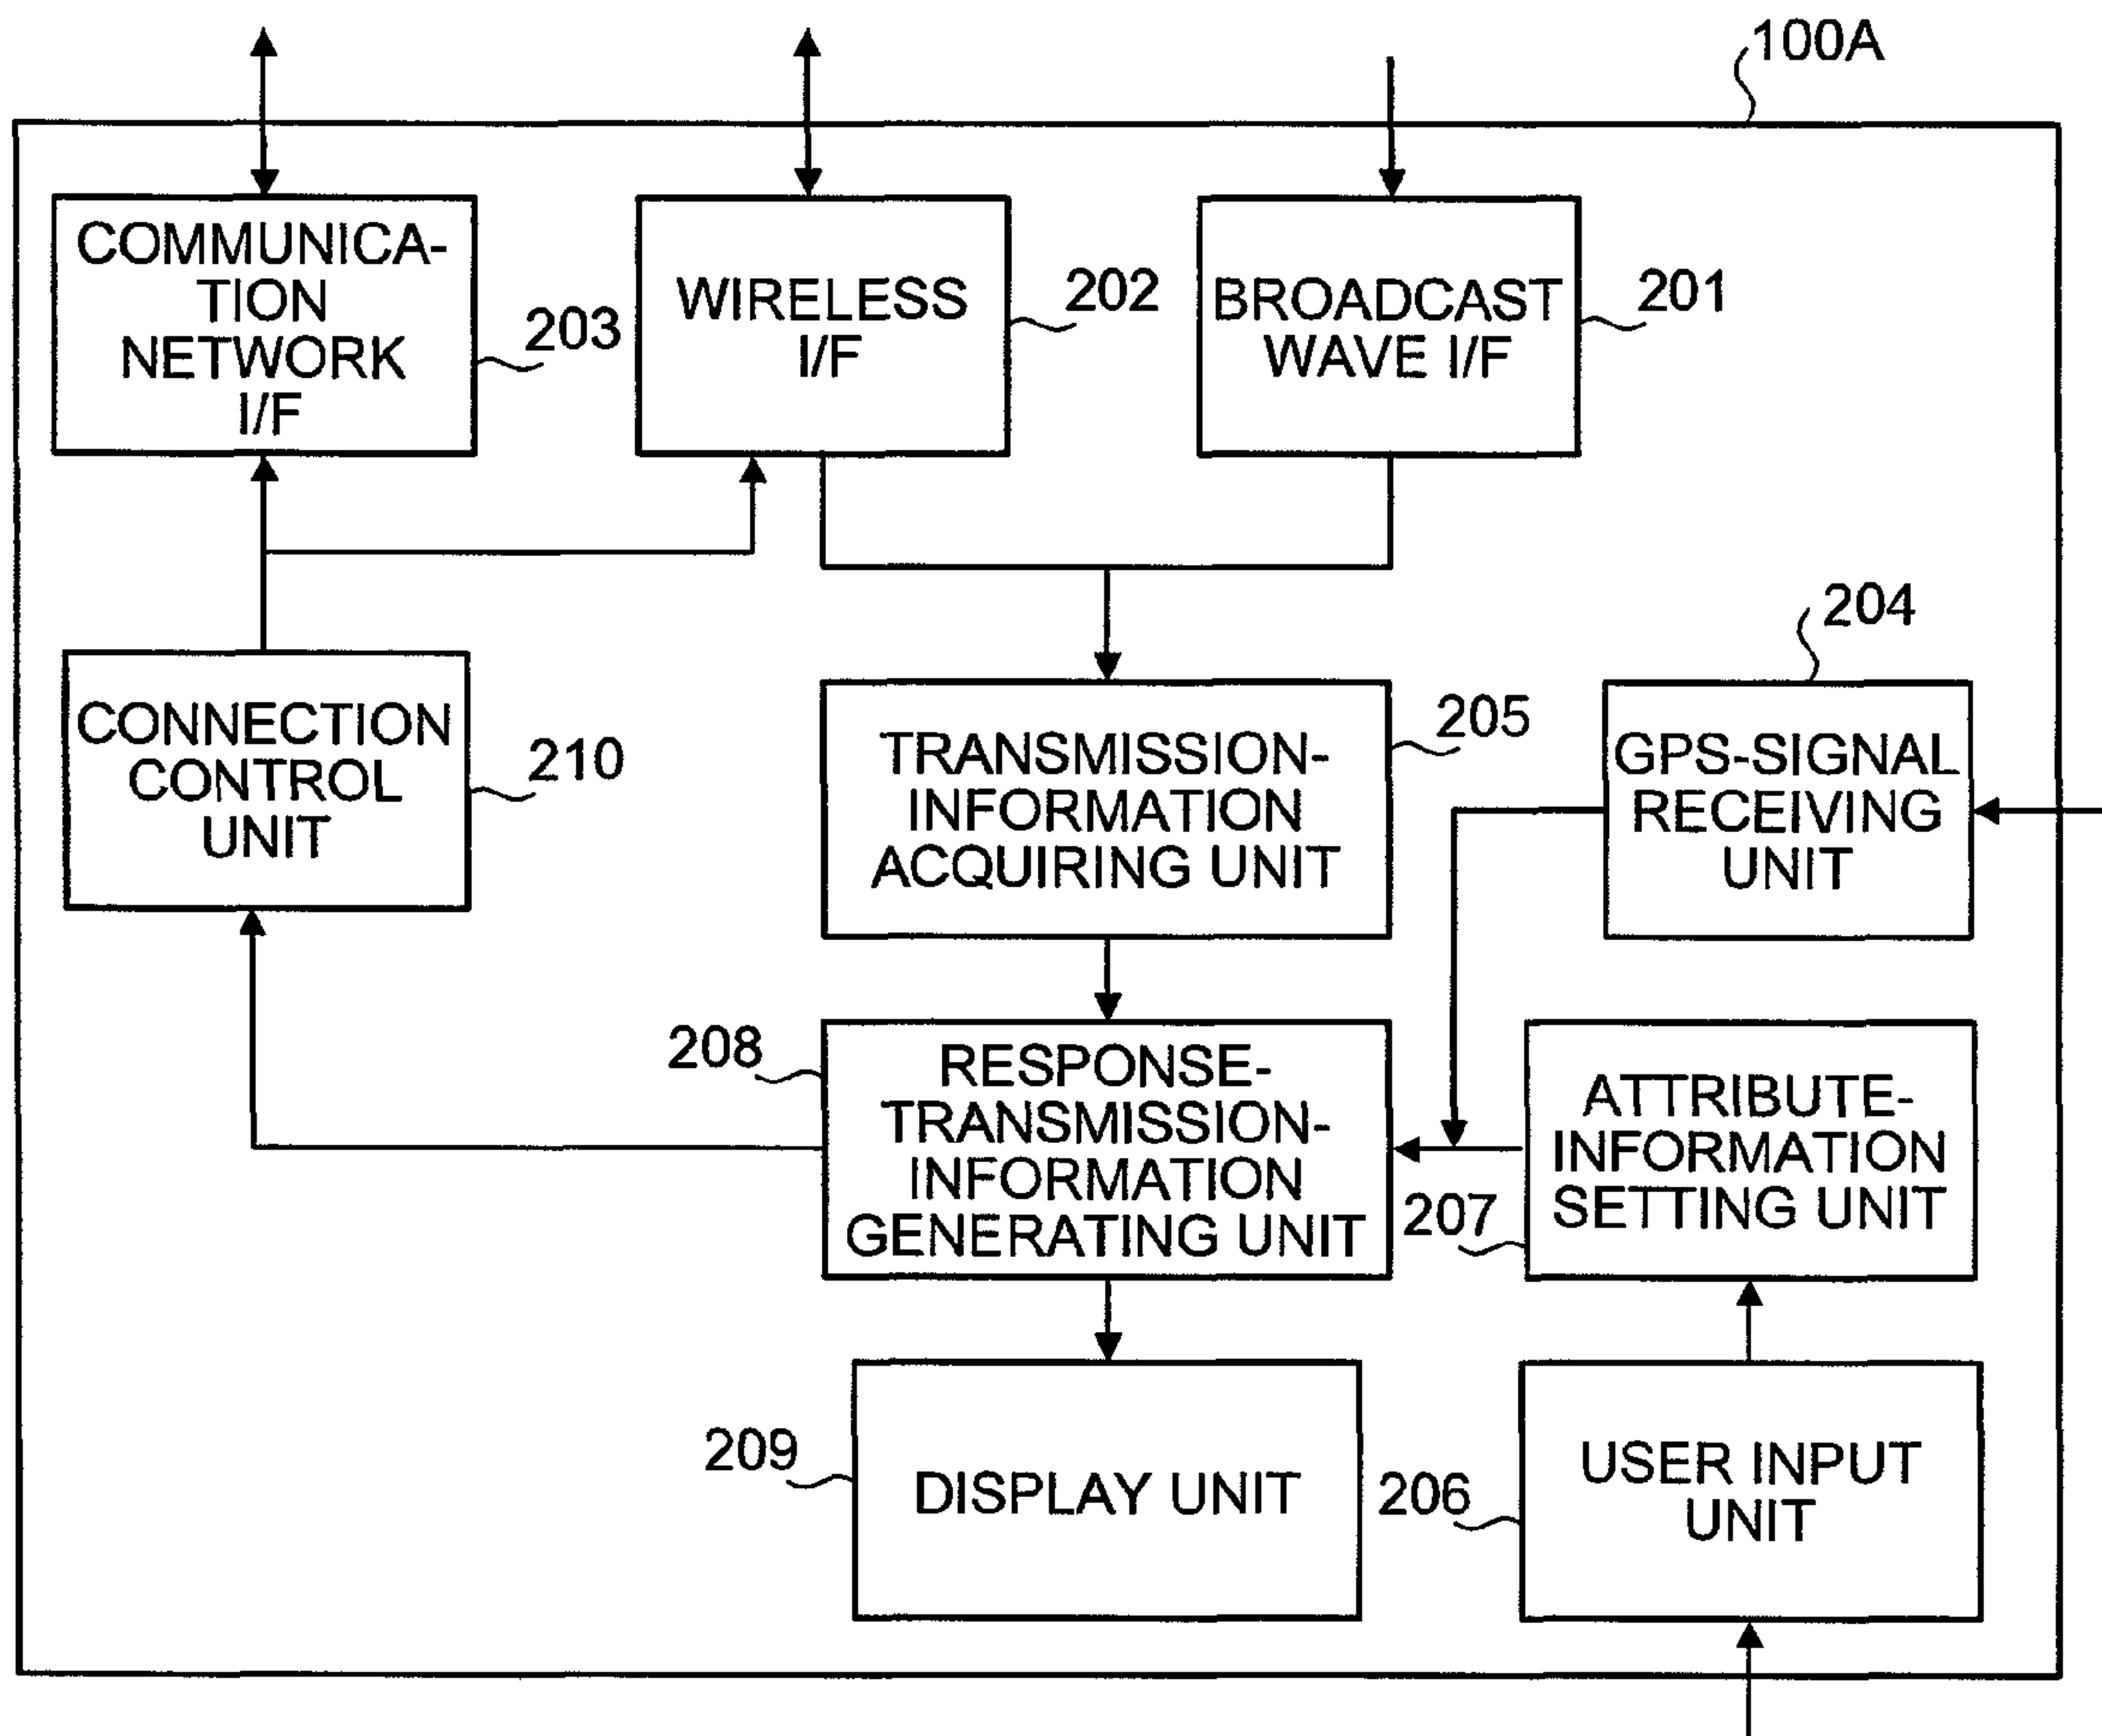 100A
COMMUNICA-
TION
NETWORK
I/F
203
WIRELESS
I/F
202
BROADCAST
WAVE I/F
201
204
CONNECTION
CONTROL
UNIT
210
TRANSMISSION-
INFORMATION
ACQUIRING UNIT
205
GPS-SIGNAL
RECEIVING
UNIT
208
RESPONSE-
TRANSMISSION-
INFORMATION
GENERATING UNIT
207
ATTRIBUTE-
INFORMATION
SETTING UNIT
209
DISPLAY UNIT
206
USER INPUT
UNIT